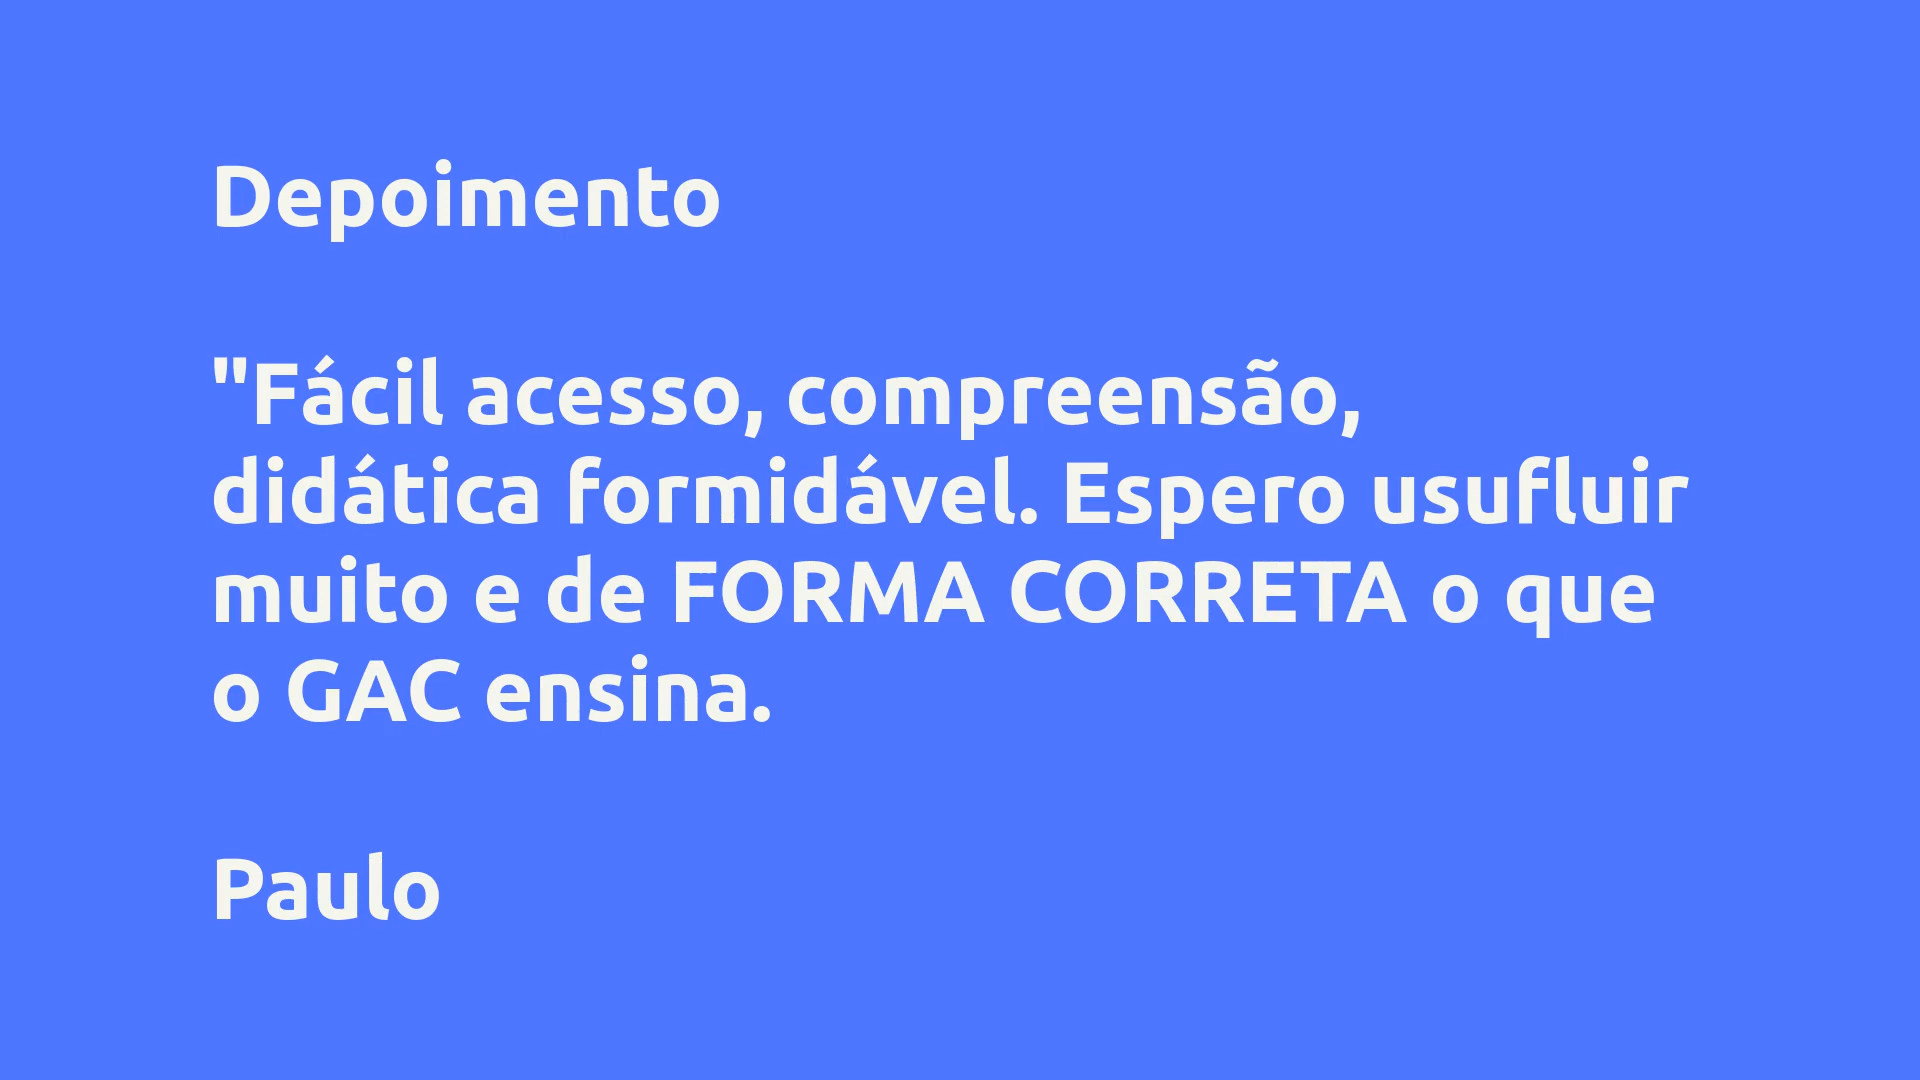 Depoimento
"Fácil acesso, compreensão,
didática formidável. Espero usufluir
muito e de FORMA CORRETA o que
o GAC ensina.
Paulo